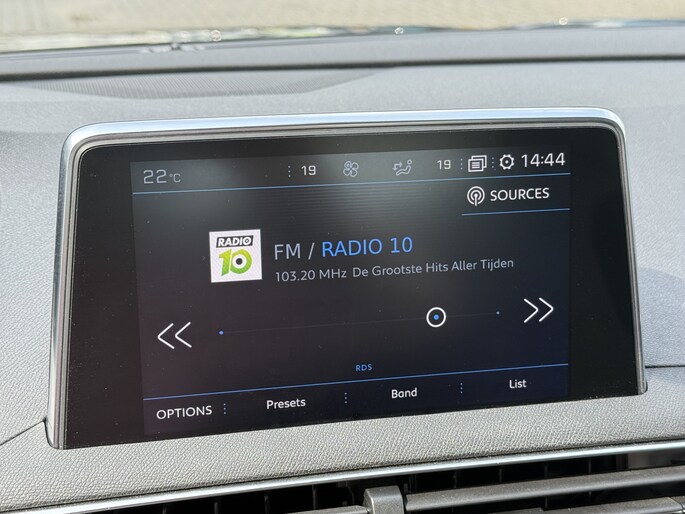 22°C 19 19 14:44
SOURCES
RADIO
10
FM / RADIO 10
103.20 MHz De Grootste Hits Aller Tijden
RDS
OPTIONS Presets Band List